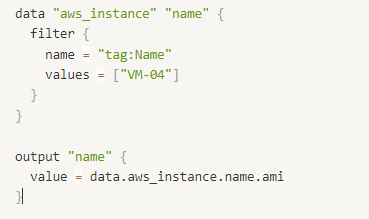 data "aws_instance" "name" {
  filter {
    name = "tag:Name"
    values = ["VM-04"]
  }
}

output "name" {
  value = data.aws_instance.name.ami
}